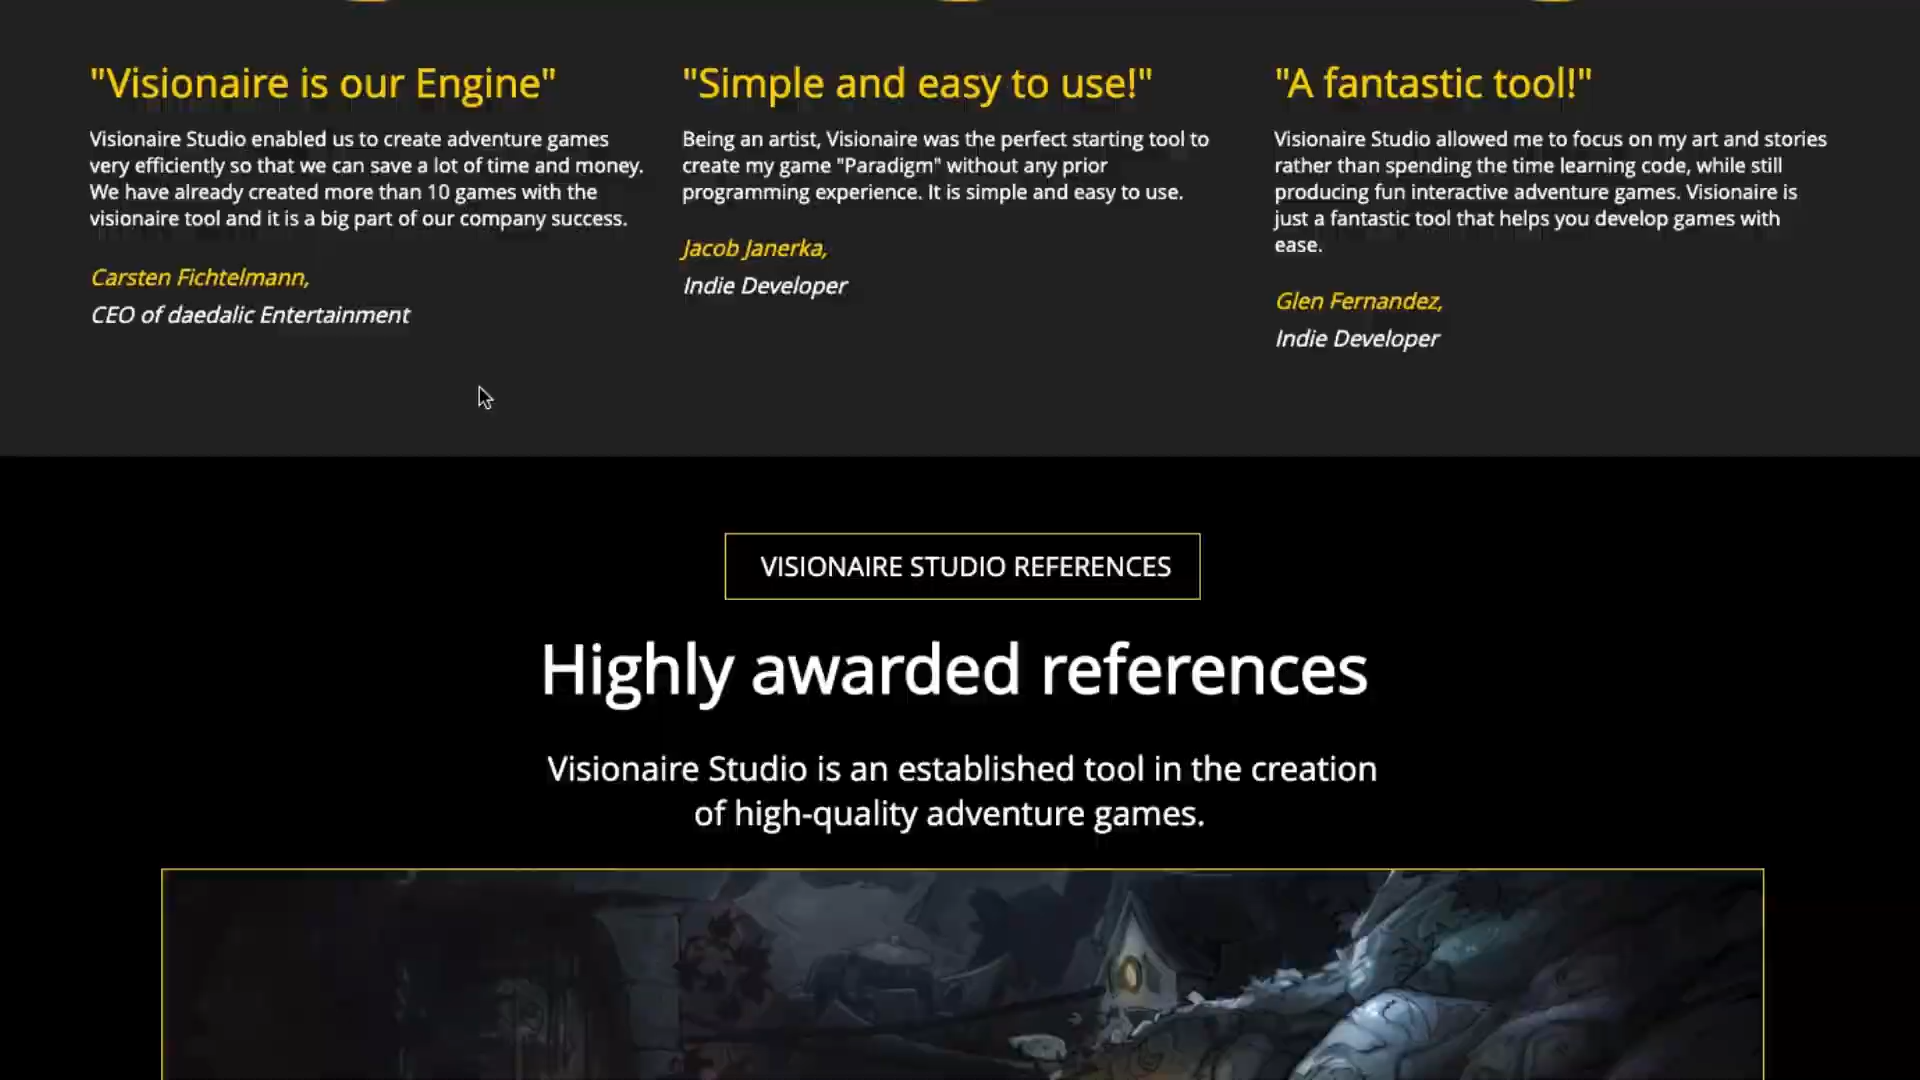 "Visionaire is our Engine"
Visionaire Studio enabled us to create adventure games
very efficiently so that we can save a lot of time and money.
We have already created more than 10 games with the
visionaire tool and it is a big part of our company success.
Carsten Fichtelmann,
CEO of daedalic Entertainment
"Simple and easy to use!"
Being an artist, Visionaire was the perfect starting tool to
create my game "Paradigm" without any prior
programming experience. It is simple and easy to use.
Jacob Janerka,
Indie Developer
"A fantastic tool!"
Visionaire Studio allowed me to focus on my art and stories
rather than spending the time learning code, while still
producing fun interactive adventure games. Visionaire is
just a fantastic tool that helps you develop games with
ease.
Glen Fernandez,
Indie Developer
VISIONAIRE STUDIO REFERENCES
Highly awarded references
Visionaire Studio is an established tool in the creation
of high-quality adventure games.